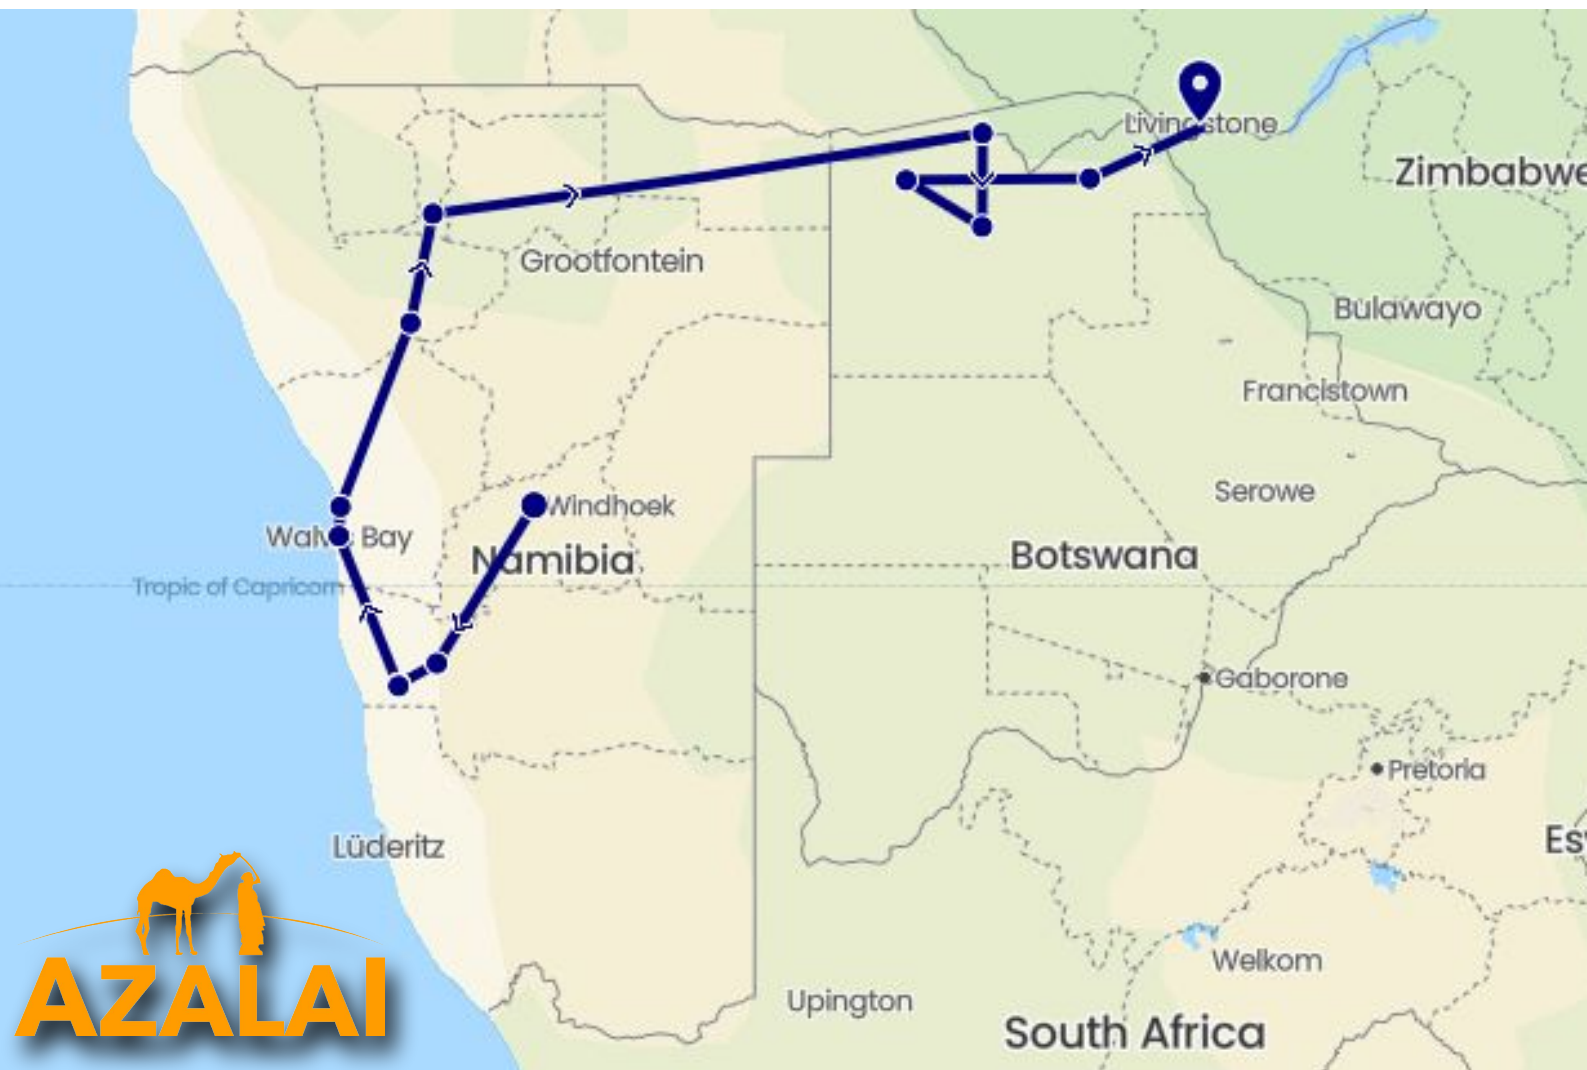 Livingstone
Zimbabwe
Grootfontein
Bulawayo
Francistown
Serowe
Windhoek
Walvis Bay
Namibia
Botswana
Tropic of Capricorn
Gaborone
Pretoria
Lüderitz
Es
AZALAI
Welkom
Upington
South Africa